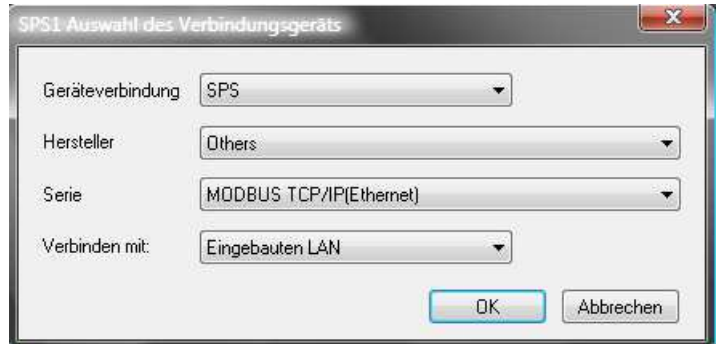 SPS1 Auswahl des Verbindungsgeräts
Geräteverbindung SPS
Hersteller Others
Serie MODBUS TCP/IP(Ethernet)
Verbinden mit: Eingebauten LAN
OK Abbrechen